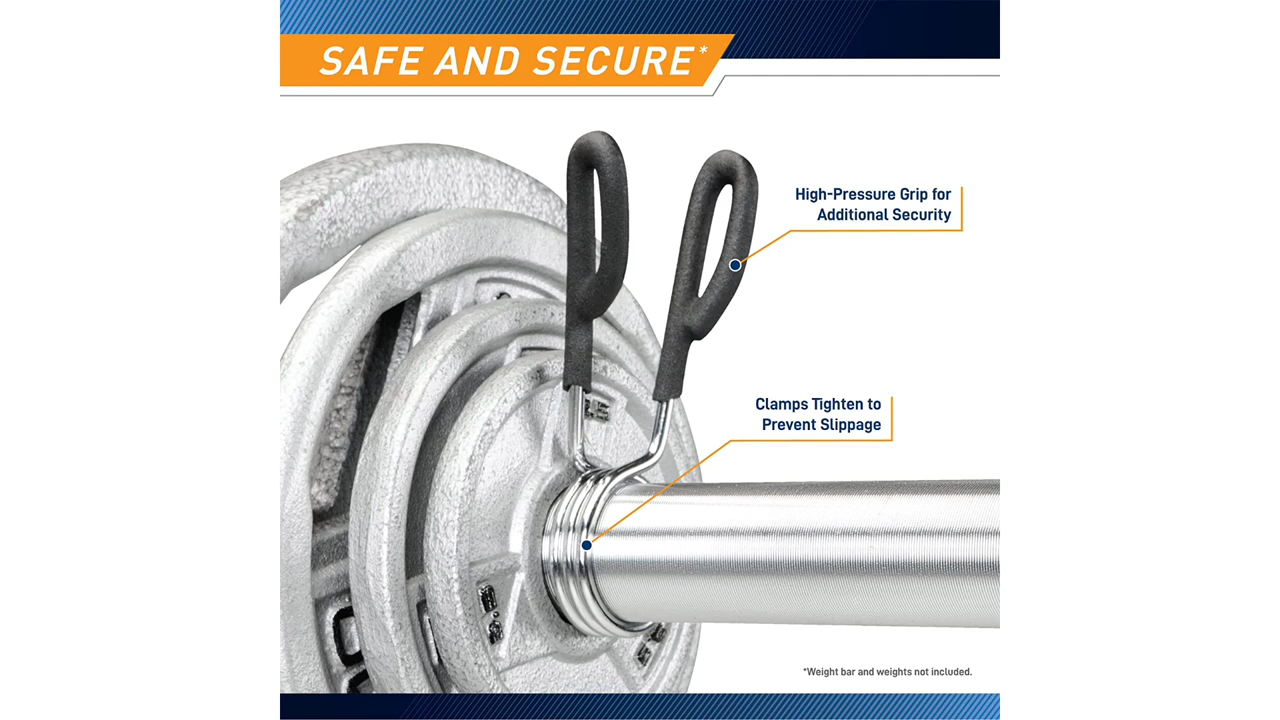 SAFE AND SECURE*
High-Pressure Grip for
Additional Security
Clamps Tighten to
Prevent Slippage
*Weight bar and weights not included.